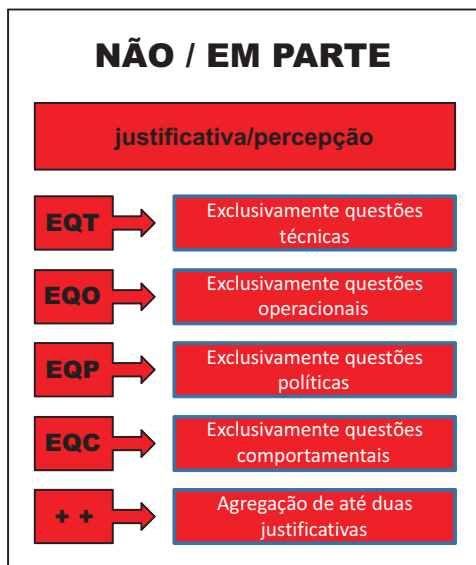 NÃO / EM PARTE
justificativa/percepção
EQT
Exclusivamente questões
técnicas
EQO
Exclusivamente questões
operacionais
EQP
Exclusivamente questões
políticas
EQC
Exclusivamente questões
comportamentais
+ +
Agregação de até duas
justificativas